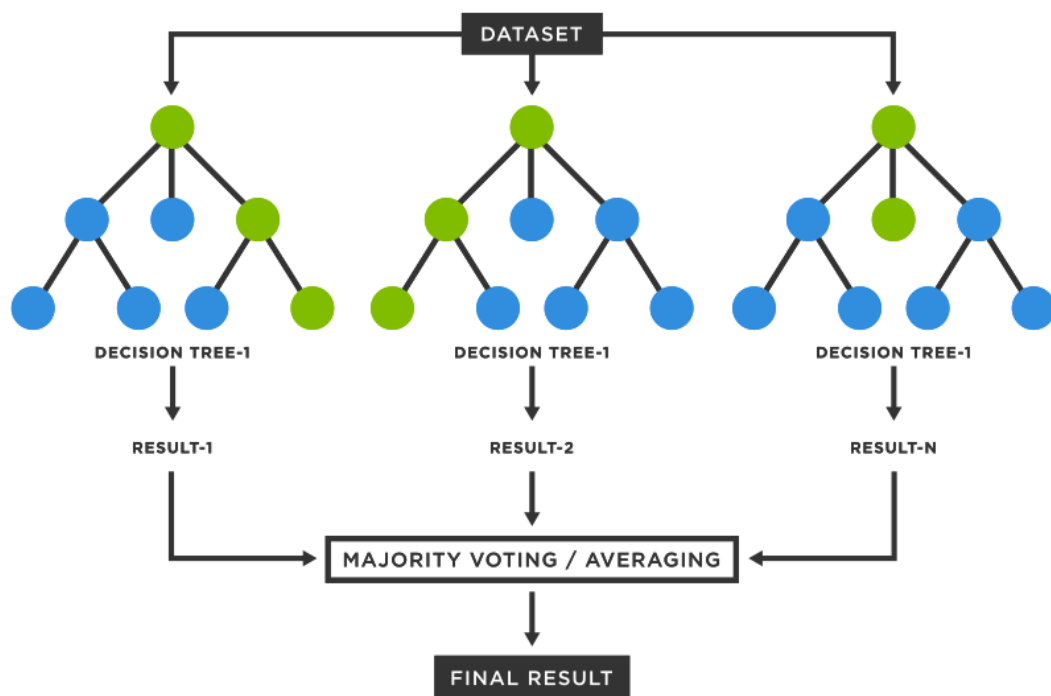 DATASET
DECISION TREE-1
DECISION TREE-1
DECISION TREE-1
RESULT-1
RESULT-2
RESULT-N
MAJORITY VOTING / AVERAGING
FINAL RESULT